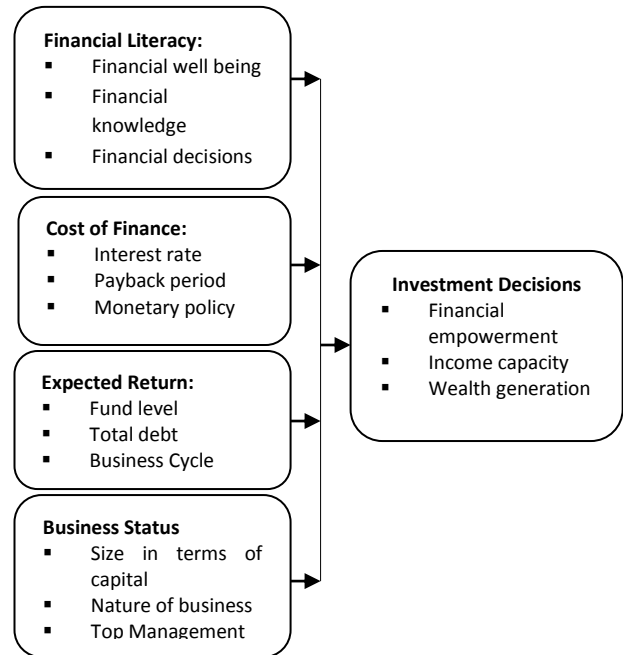 Financial Literacy:
▪ Financial well being
▪ Financial
knowledge
▪ Financial decisions
Cost of Finance:
▪ Interest rate
▪ Payback period
▪ Monetary policy
Expected Return:
▪ Fund level
▪ Total debt
▪ Business Cycle
Business Status
▪ Size in terms of
capital
▪ Nature of business
▪ Top Management
Investment Decisions
▪ Financial
empowerment
▪ Income capacity
▪ Wealth generation